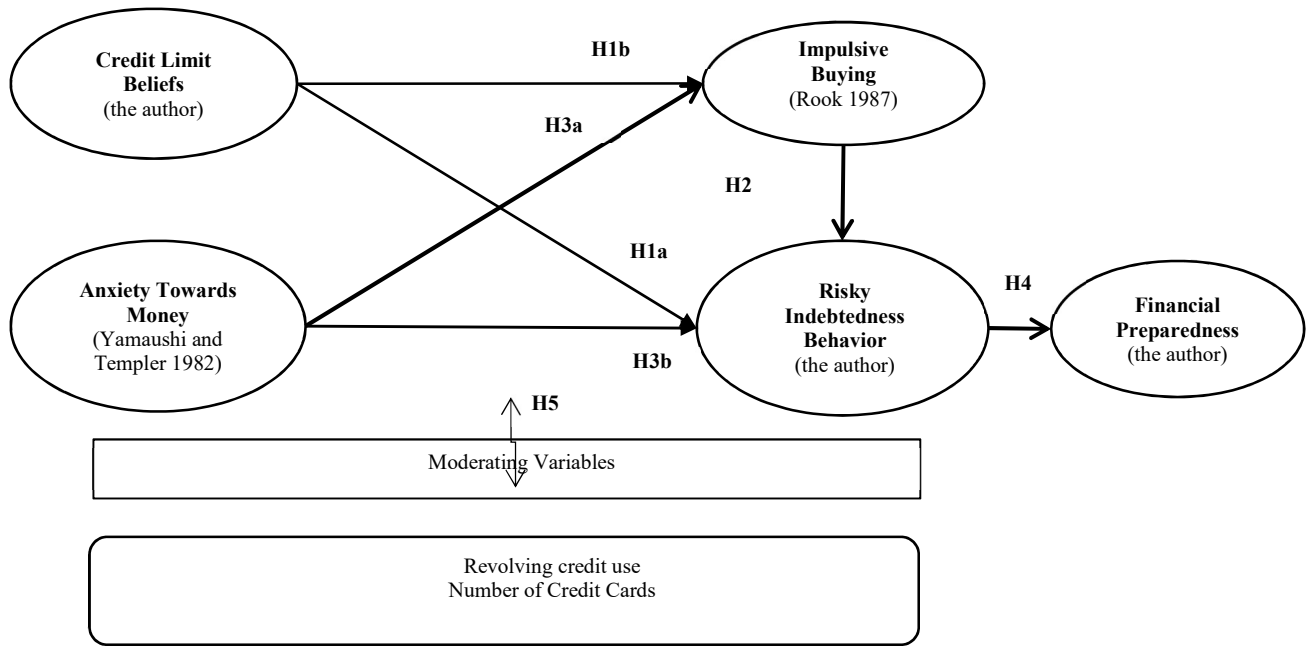 Credit Limit
Beliefs
(the author)
H1b
Impulsive
Buying
(Rook 1987)
H3a
H2
H1a
Anxiety Towards
Money
(Yamaushi and
Templer 1982)
H3b
Risky
Indebtedness
Behavior
(the author)
H4
Financial
Preparedness
(the author)
H5
Moderating Variables
Revolving credit use
Number of Credit Cards